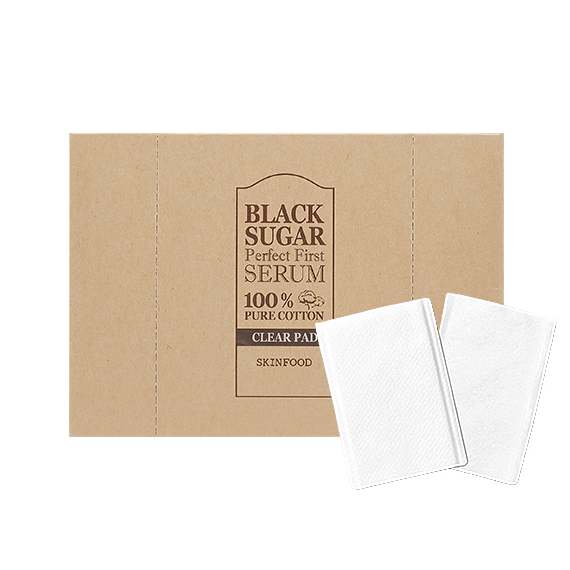 BLACK
SUGAR
Perfect First
SERUM
100%
PURE COTTON
CLEAR PAD
SKINFOOD